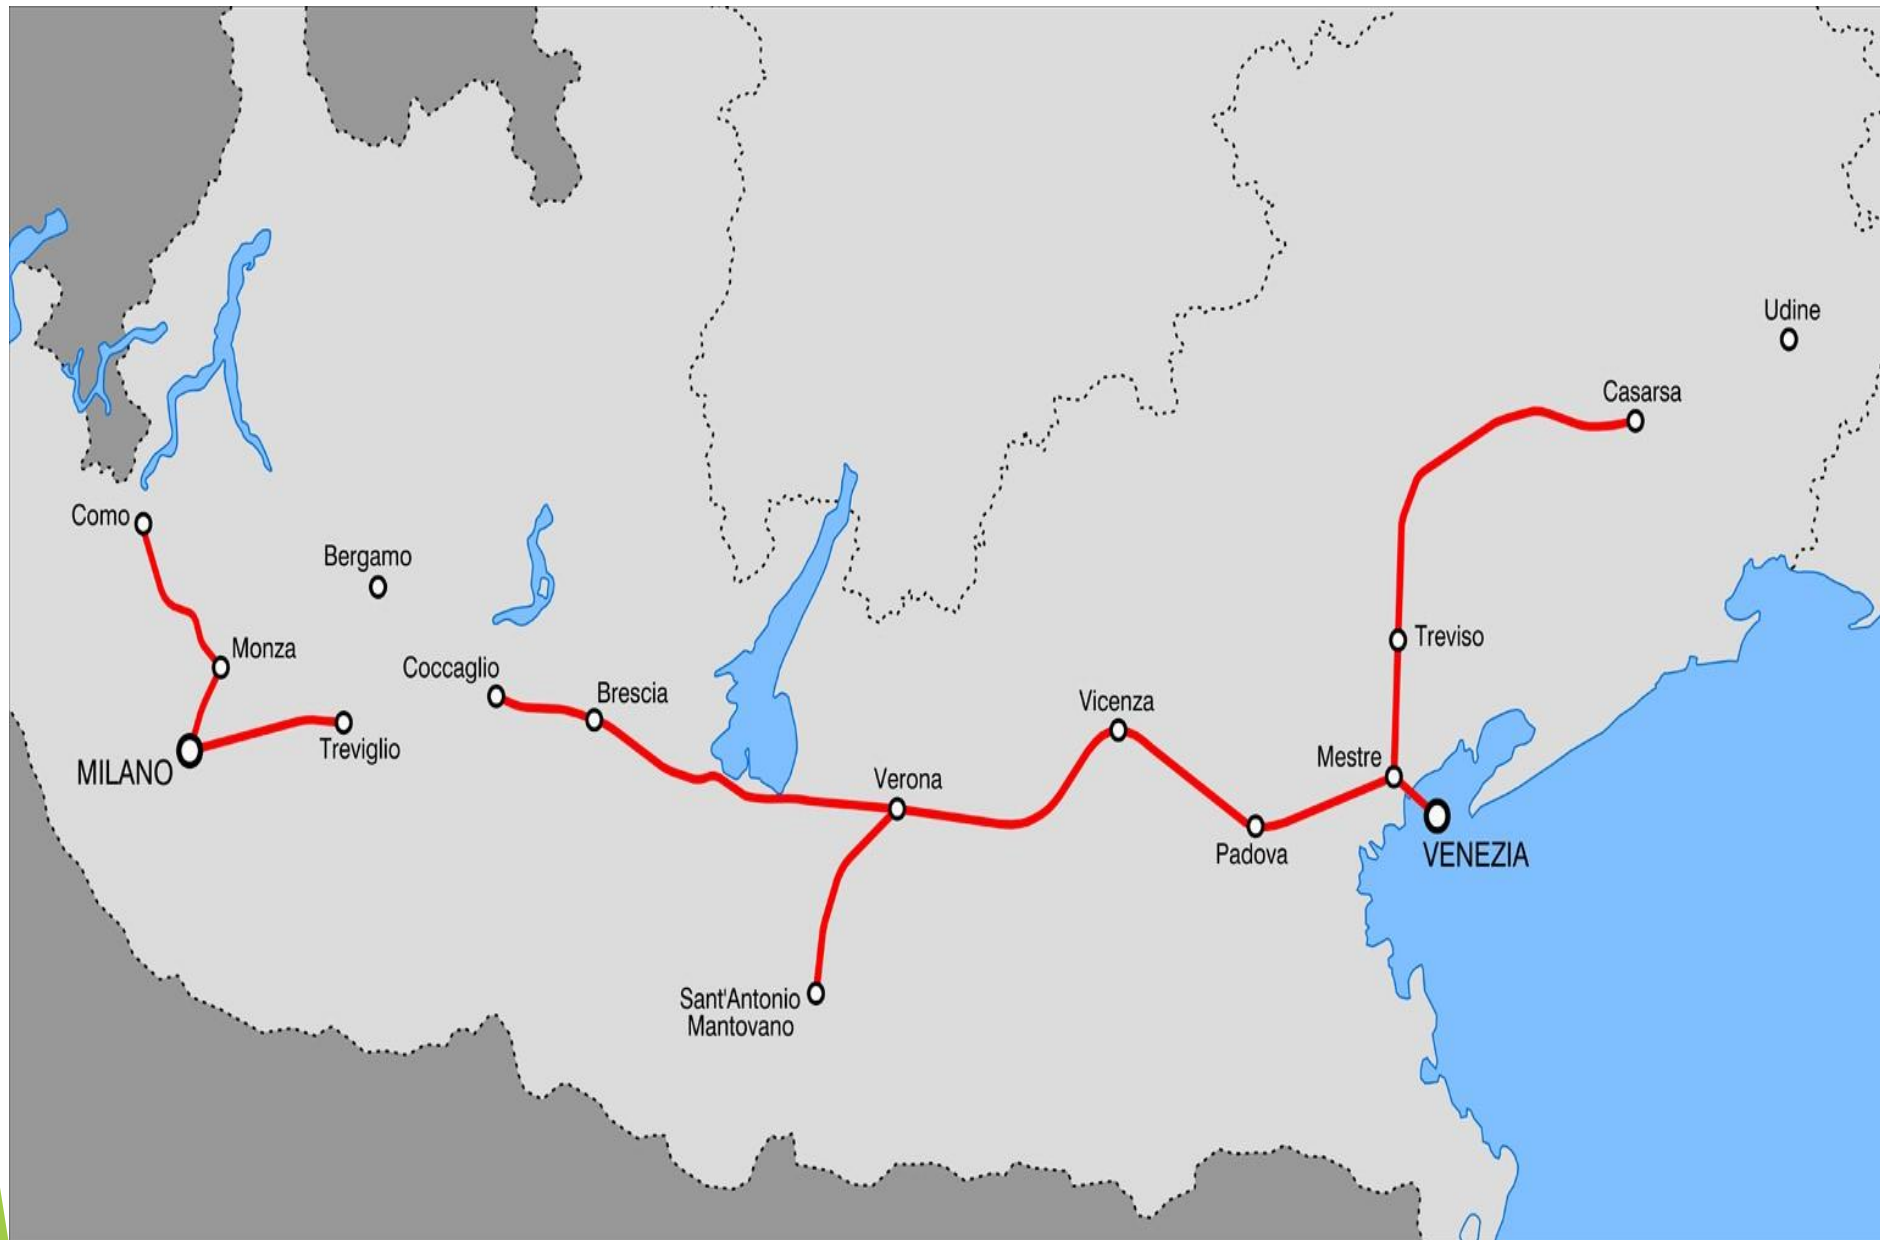 Udine
Casarsa
Como
Bergamo
Monza
Treviso
Coccaglio
Brescia
Vicenza
Treviglio
MILANO
Mestre
Verona
Padova
VENEZIA
Sant'Antonio
Mantovano